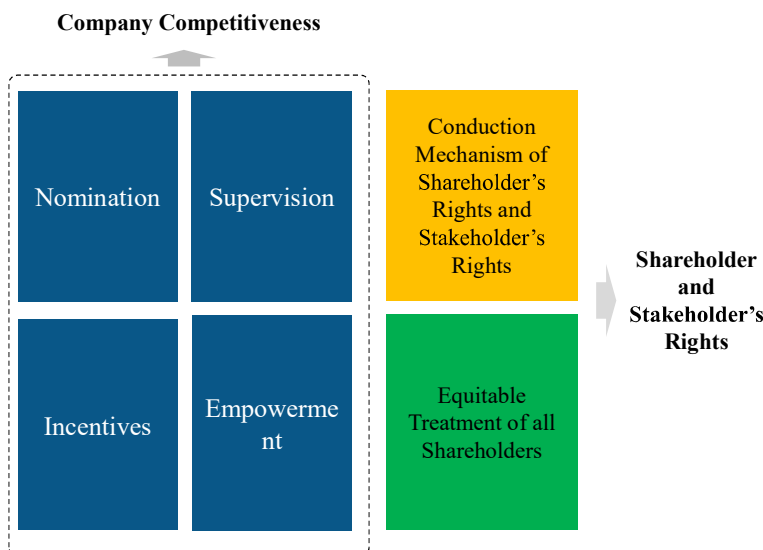 Company Competitiveness
Nomination
Supervision
Conduction
Mechanism of
Shareholder’s
Rights and
Stakeholder’s
Rights
Shareholder
and
Stakeholder’s
Rights
Incentives
Empowerme
nt
Equitable
Treatment of all
Shareholders